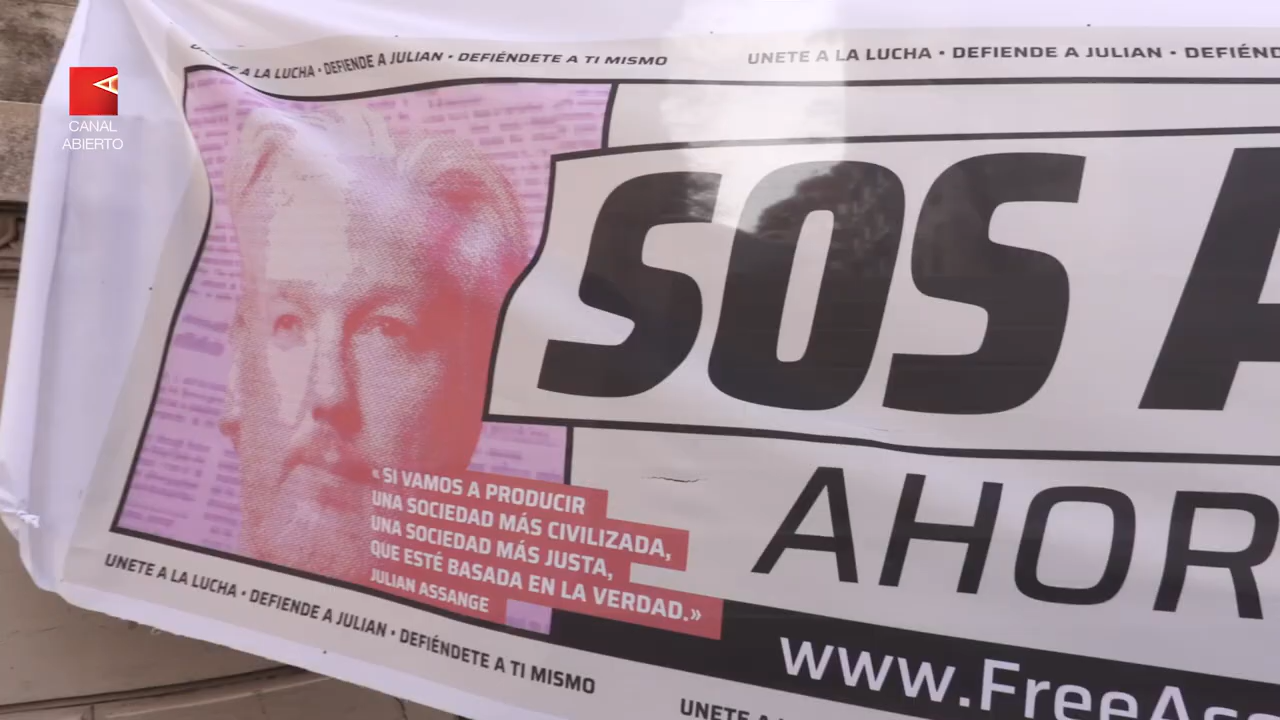 CANAL
ABIERTO
UNETE A LA LUCHA • DEFIENDE A JULIAN • DEFIÉNDETE A TI MISMO
UNETE A LA LUCHA • DEFIENDE A JULIAN •
SOS
«SI VAMOS A PRODUCIR
UNA SOCIEDAD MÁS CIVILIZADA,
UNA SOCIEDAD MÁS JUSTA,
QUE ESTÉ BASADA EN LA VERDAD.»
JULIAN ASSANGE
AHOR
www.FreeAss
UNETE A LA LUCHA • DEFIENDE A JULIAN • DEFIÉNDETE A TI MISMO
UNETE A